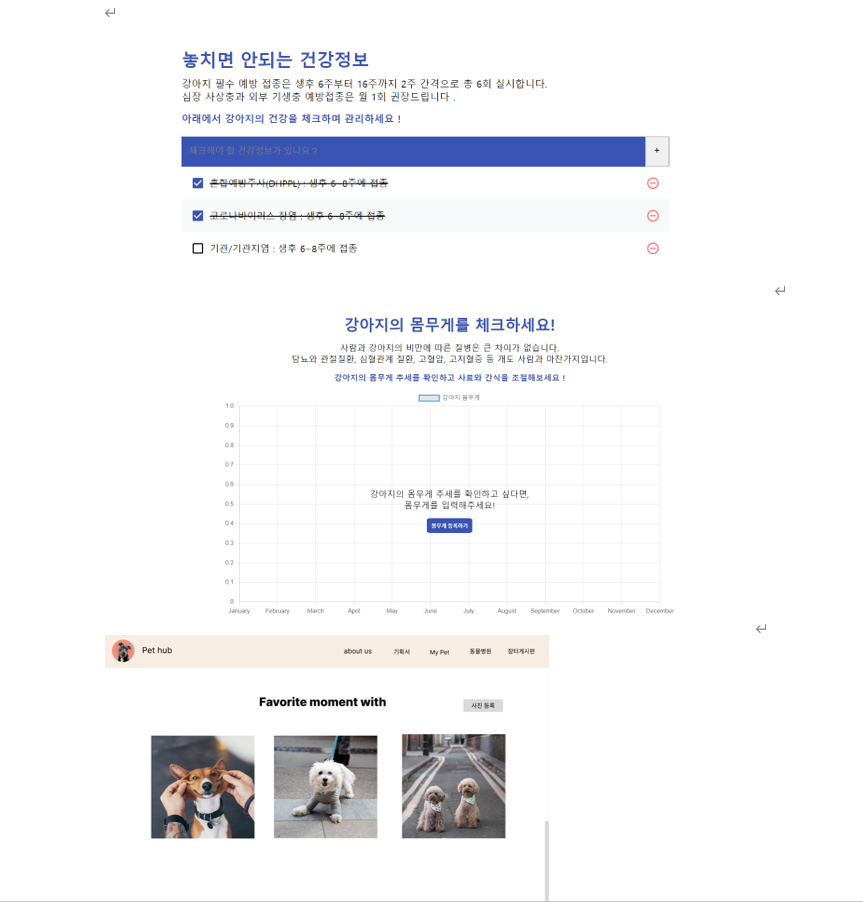 놓치면 안되는 건강정보
강아지 필수 예방 접종은 생후 6주부터 16주까지 2주 간격으로 총 6회 실시합니다.
심장 사상충과 외부 기생충 예방접종은 월 1회 권장드립니다 .
아래에서 강아지의 건강을 체크하며 관리하세요 !
체크해야 할 건강정보가 있나요 ?
+
혼합예방주사(DHPPL) : 생후 6~8주에 접종
코로나바이러스 장염 : 생후 6~8주에 접종
기관/기관지염 : 생후 6~8주에 접종
강아지의 몸무게를 체크하세요!
사람과 강아지의 비만에 따른 질병은 큰 차이가 없습니다.
당뇨와 관절질환, 심혈관계 질환, 고혈압, 고지혈증 등 개도 사람과 마찬가지입니다.
강아지의 몸무게 추세를 확인하고 사료와 간식을 조절해보세요 !
강아지 몸무게
1.0
0.9
0.8
0.7
0.6
0.5
0.4
0.3
0.2
0.1
0
강아지의 몸무게 추세를 확인하고 싶다면,
몸무게를 입력해주세요!
몸무게 등록하기
January February March April May June July August September October November December
Pet hub about us 기획서 My Pet 동물병원 장터게시판
Favorite moment with
사진 등록